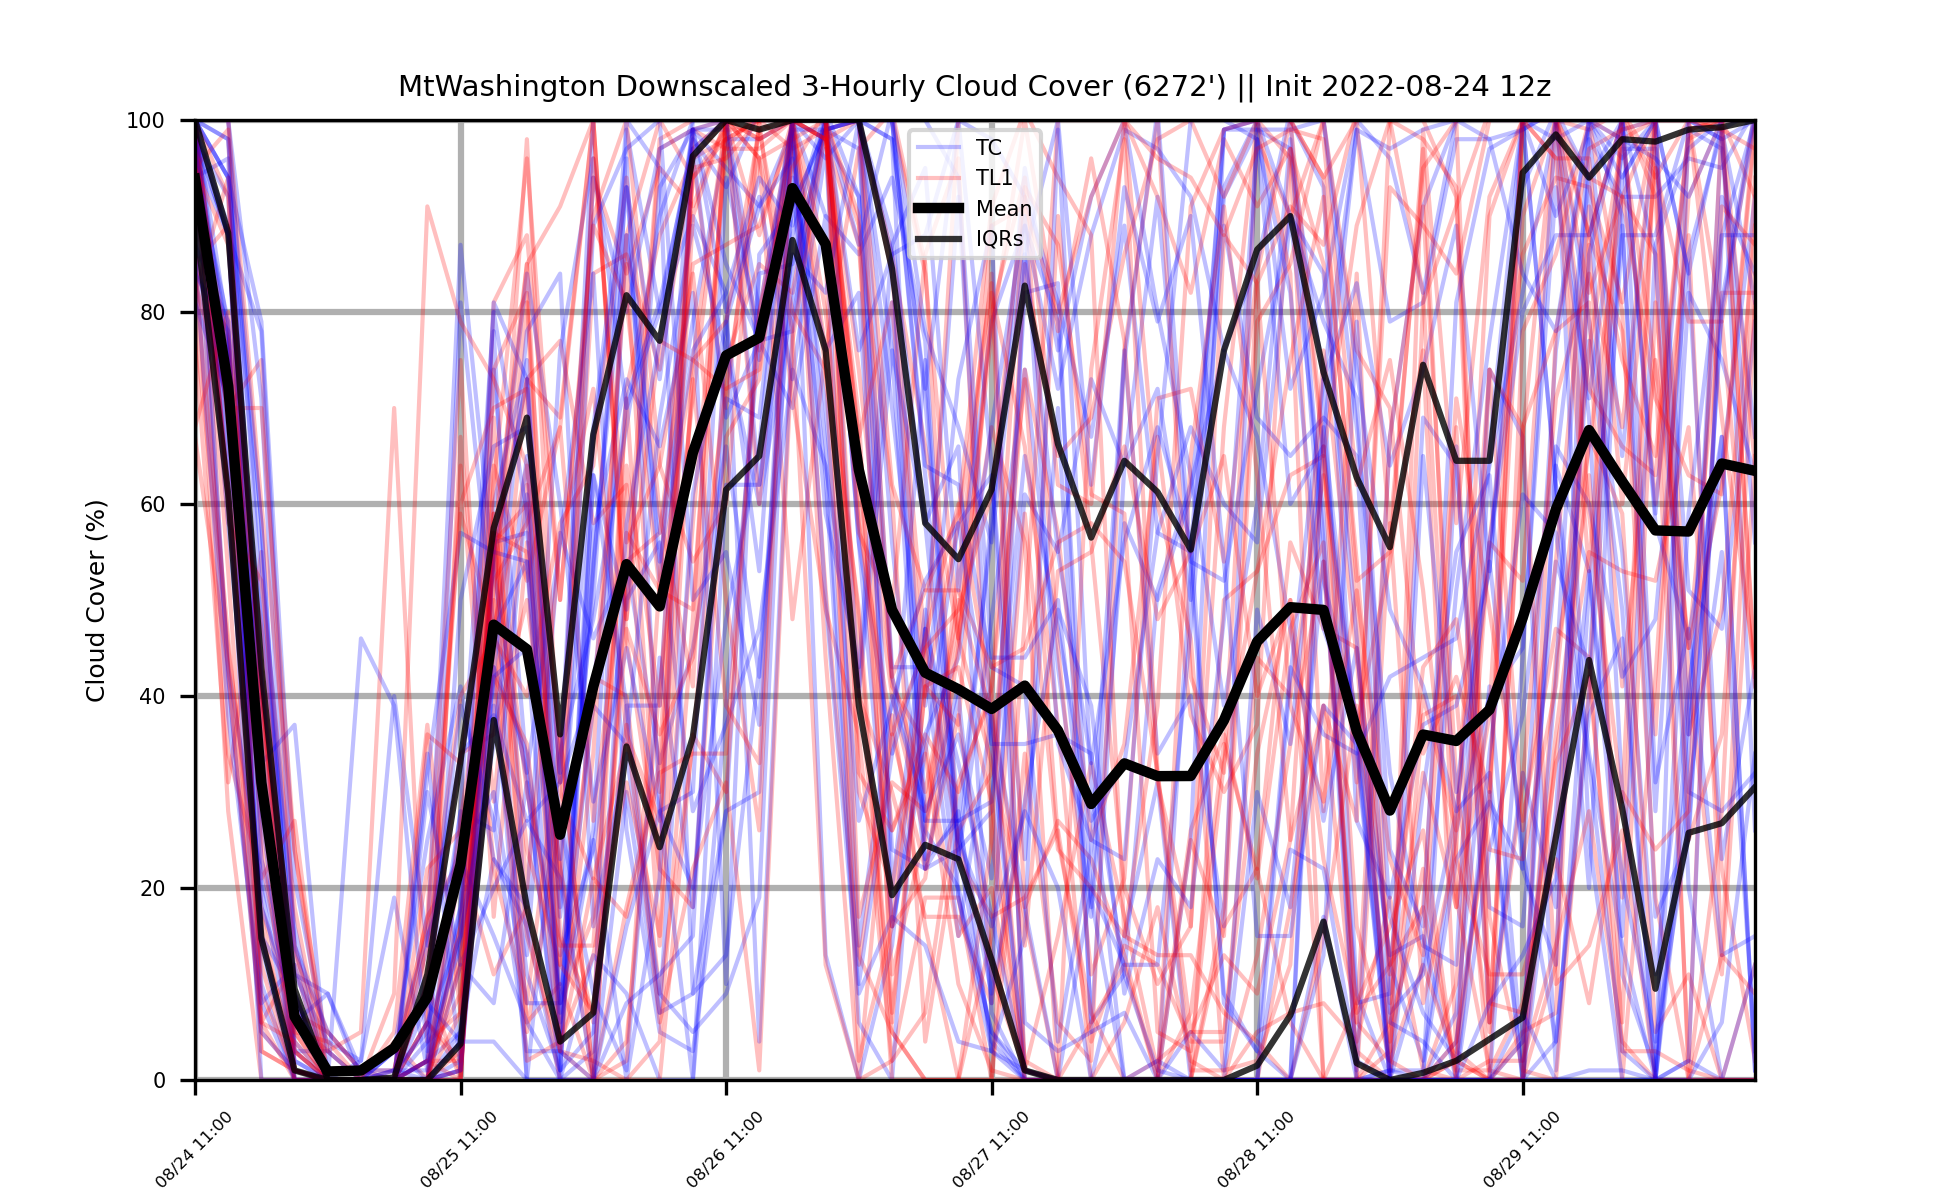 MtWashington Downscaled 3-Hourly Cloud Cover (6272') || Init 2022-08-24 12z
Cloud Cover (%)
100
80
60
40
20
0
TC
TL1
Mean
IQRs
08/24 11:00
08/25 11:00
08/26 11:00
08/27 11:00
08/28 11:00
08/29 11:00